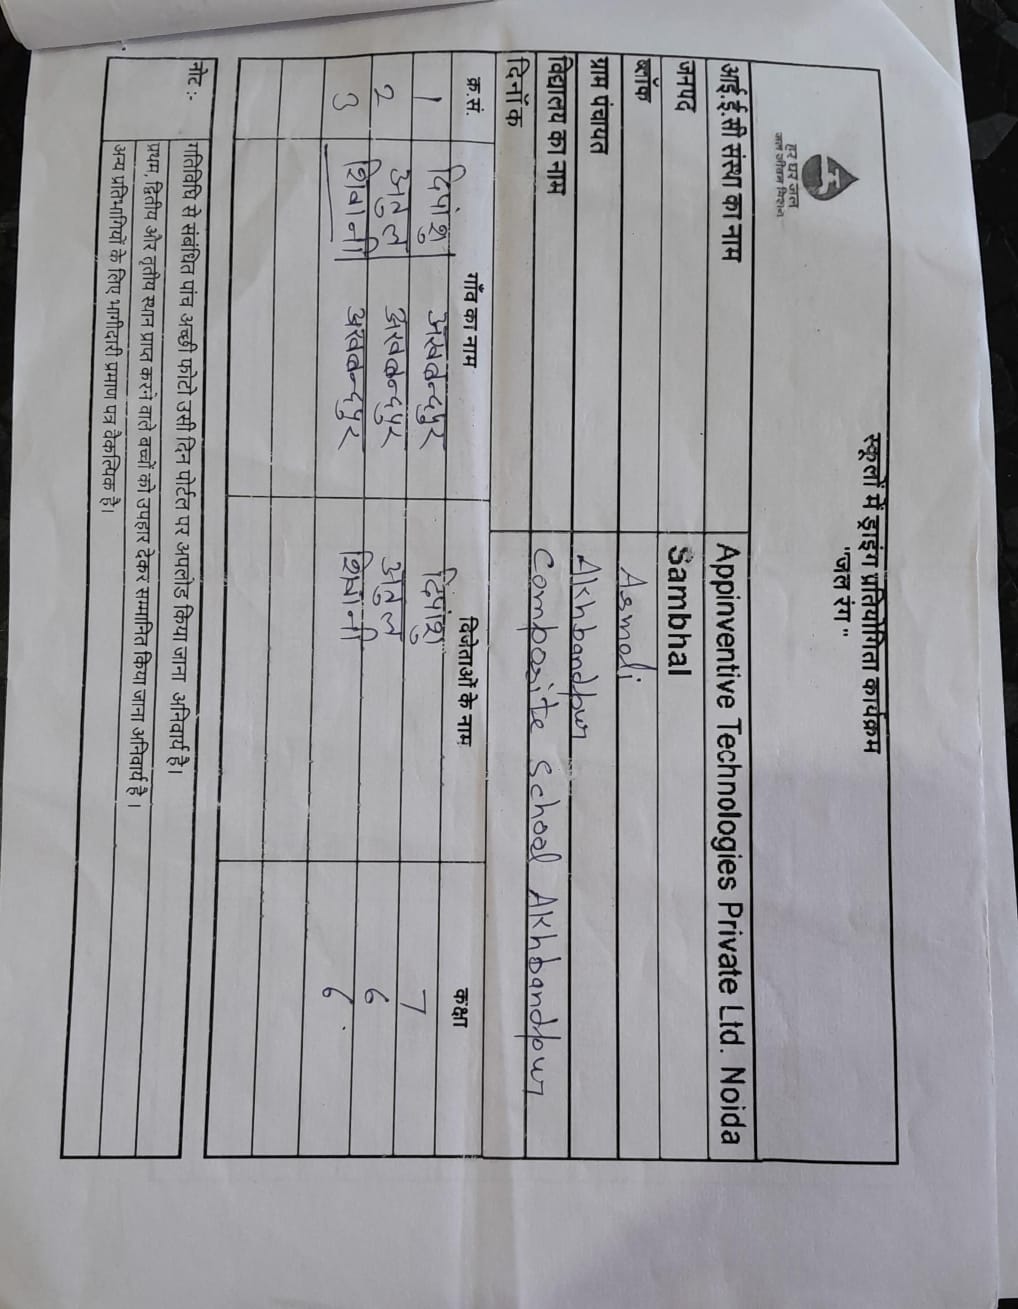 हर घर जल
जल जीवन मिशन
स्कूलों में ड्राइंग प्रतियोगिता कार्यक्रम
"जल रंग"
आई.ई.सी संस्था का नाम Appinventive Technologies Private Ltd. Noida
जनपद Sambhal
ब्लॉक Asmoli
ग्राम पंचायत Akhbandpur
विद्यालय का नाम Composite School Akhbandpur
दिनाँक
क्र.सं. गाँव का नाम विजेताओं के नाम कक्षा
1 दिपांशु अखबन्दपुर दिपांशु 7
2 अतुल अखबन्दपुर अतुल 6
3 शिवानी अखबन्दपुर शिवानी 6
नोट :- गतिविधि से संबंधित पांच अच्छी फोटो उसी दिन पोर्टल पर अपलोड किया जाना अनिवार्य है।
प्रथम, द्वितीय और तृतीय स्थान प्राप्त करने वाले बच्चों को उपहार देकर सम्मानित किया जाना अनिवार्य है।
अन्य प्रतिभागियों के लिए भागीदारी प्रमाण पत्र वैकल्पिक है।